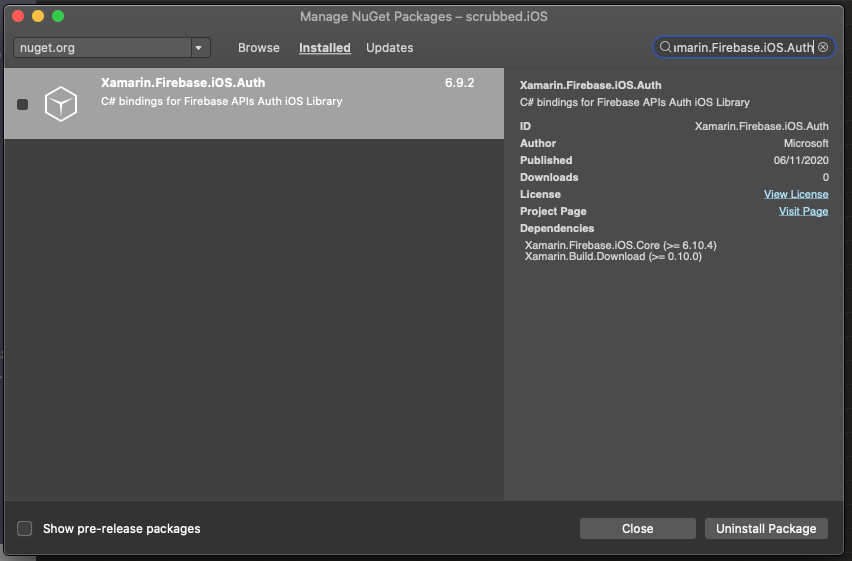 Manage NuGet Packages – scrubbed.iOS
nuget.org
Browse
Installed
Updates
amarin.Firebase.iOS.Auth
Xamarin.Firebase.iOS.Auth
6.9.2
C# bindings for Firebase APIs Auth iOS Library
Xamarin.Firebase.iOS.Auth
C# bindings for Firebase APIs Auth iOS Library
ID Xamarin.Firebase.iOS.Auth
Author Microsoft
Published 06/11/2020
Downloads 0
License View License
Project Page Visit Page
Dependencies
Xamarin.Firebase.iOS.Core (>= 6.10.4)
Xamarin.Build.Download (>= 0.10.0)
Show pre-release packages
Close
Uninstall Package